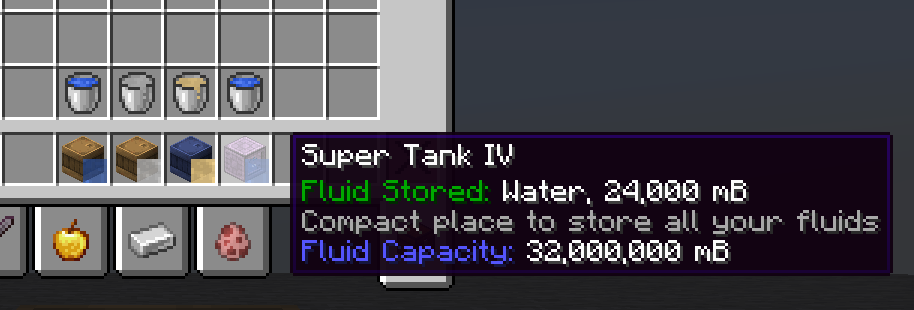 Super Tank IV
Fluid Stored: Water, 24,000 mB
Compact place to store all your fluids
Fluid Capacity: 32,000,000 mB